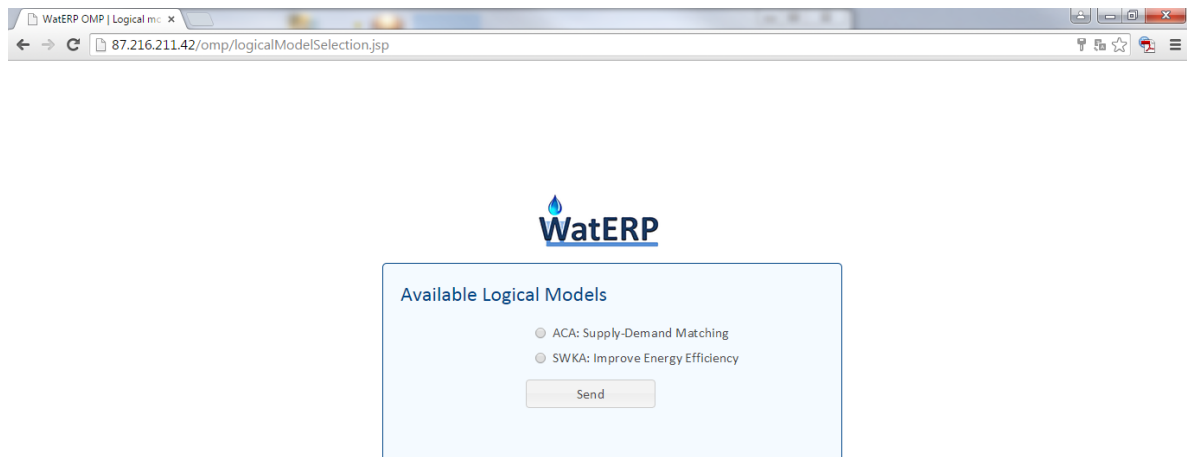 WatERP OMP | Logical mc
87.216.211.42/omp/logicalModelSelection.jsp
WatERP
Available Logical Models
ACA: Supply-Demand Matching
SWKA: Improve Energy Efficiency
Send